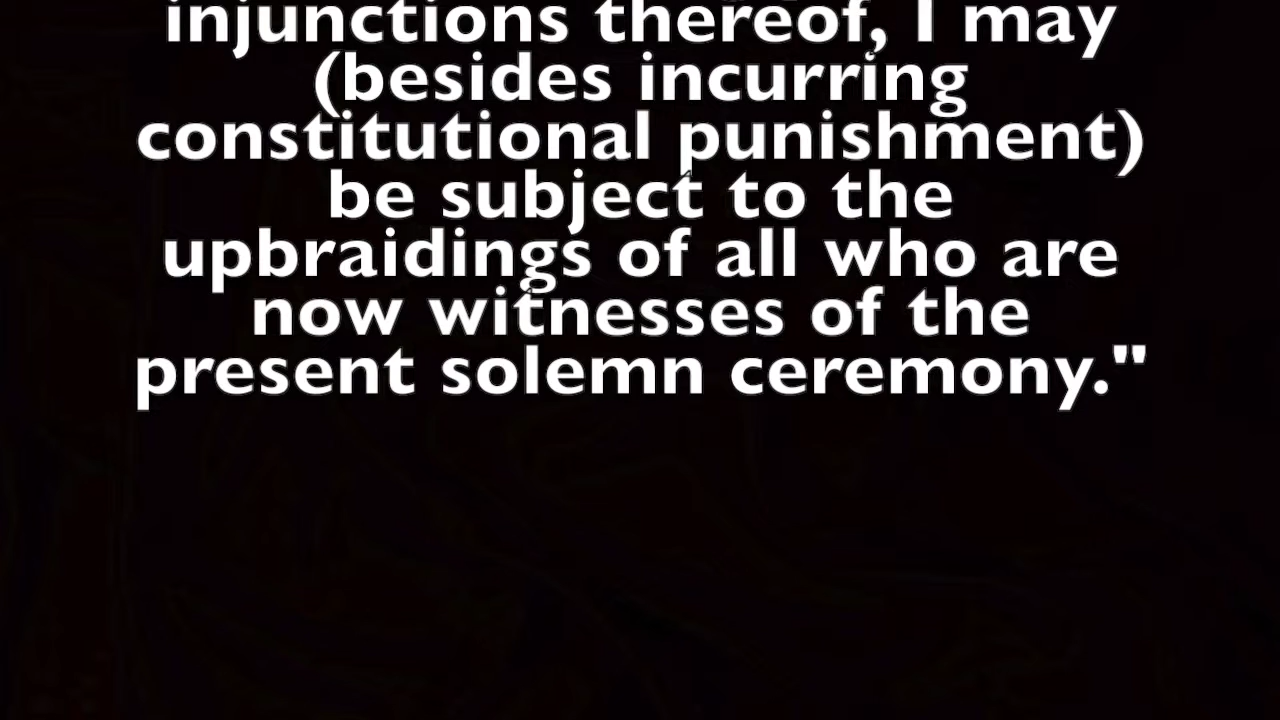 injunctions thereof, I may
(besides incurring
constitutional punishment)
be subject to the
upbraidings of all who are
now witnesses of the
present solemn ceremony."